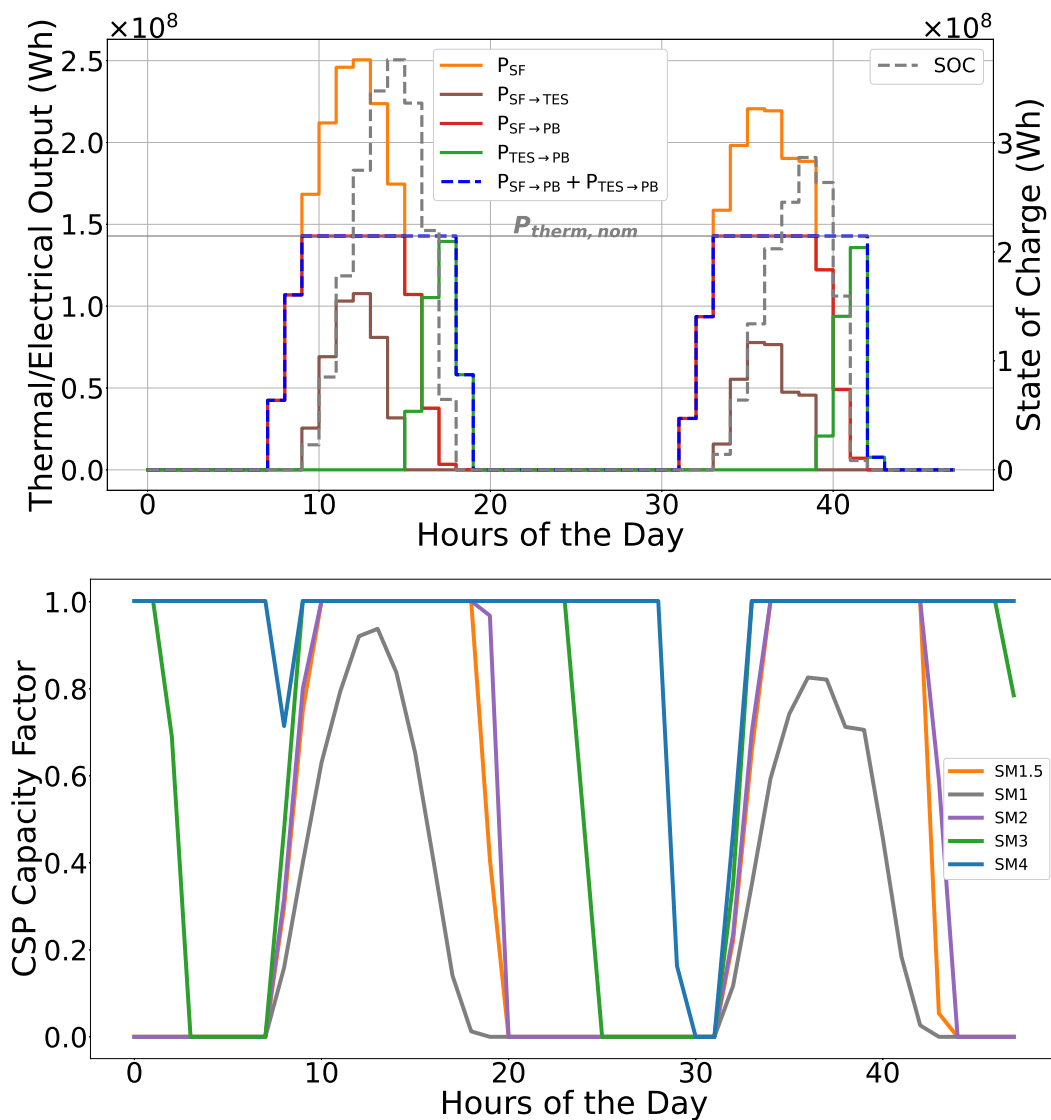 ×10⁸ ×10⁸
Thermal/Electrical Output (Wh)
2.5
2.0
1.5
1.0
0.5
0.0
P_SF
P_SF→TES
P_SF→PB
P_TES→PB
P_SF→PB + P_TES→PB
SOC
P_therm, nom
3
2
1
0
State of Charge (Wh)
0 10 20 30 40
Hours of the Day
CSP Capacity Factor
1.0
0.8
0.6
0.4
0.2
0.0
SM1.5
SM1
SM2
SM3
SM4
0 10 20 30 40
Hours of the Day